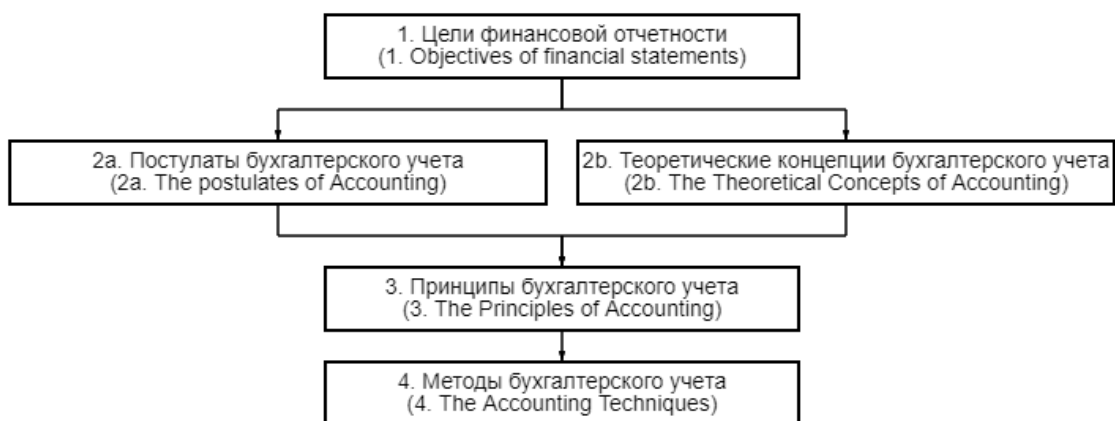 1. Цели финансовой отчетности
(1. Objectives of financial statements)
2a. Постулаты бухгалтерского учета
(2a. The postulates of Accounting)
2b. Теоретические концепции бухгалтерского учета
(2b. The Theoretical Concepts of Accounting)
3. Принципы бухгалтерского учета
(3. The Principles of Accounting)
4. Методы бухгалтерского учета
(4. The Accounting Techniques)